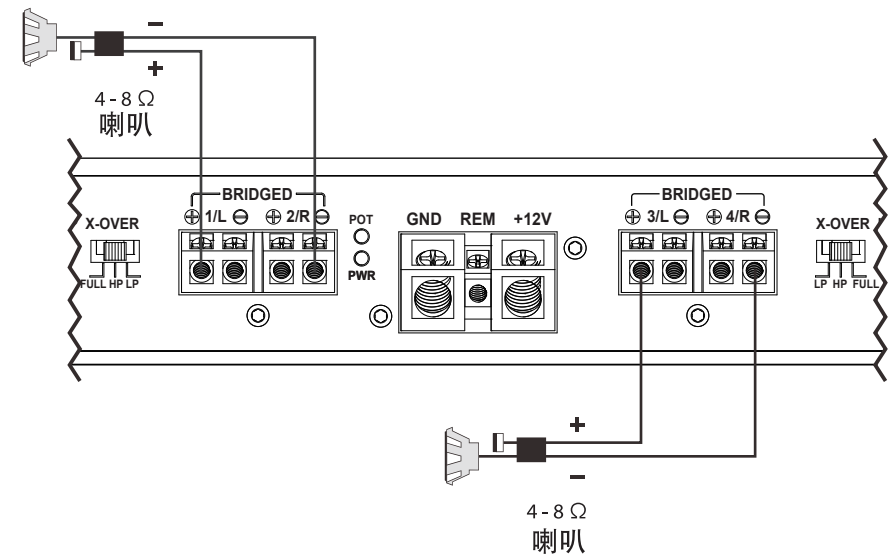 −
+
4-8 Ω
喇叭
BRIDGED
⊕ 1/L ⊖ ⊕ 2/R ⊖
X-OVER
FULL HP LP
POT
PWR
GND REM +12V
BRIDGED
⊕ 3/L ⊖ ⊕ 4/R ⊖
X-OVER
LP HP FULL
+
−
4-8 Ω
喇叭